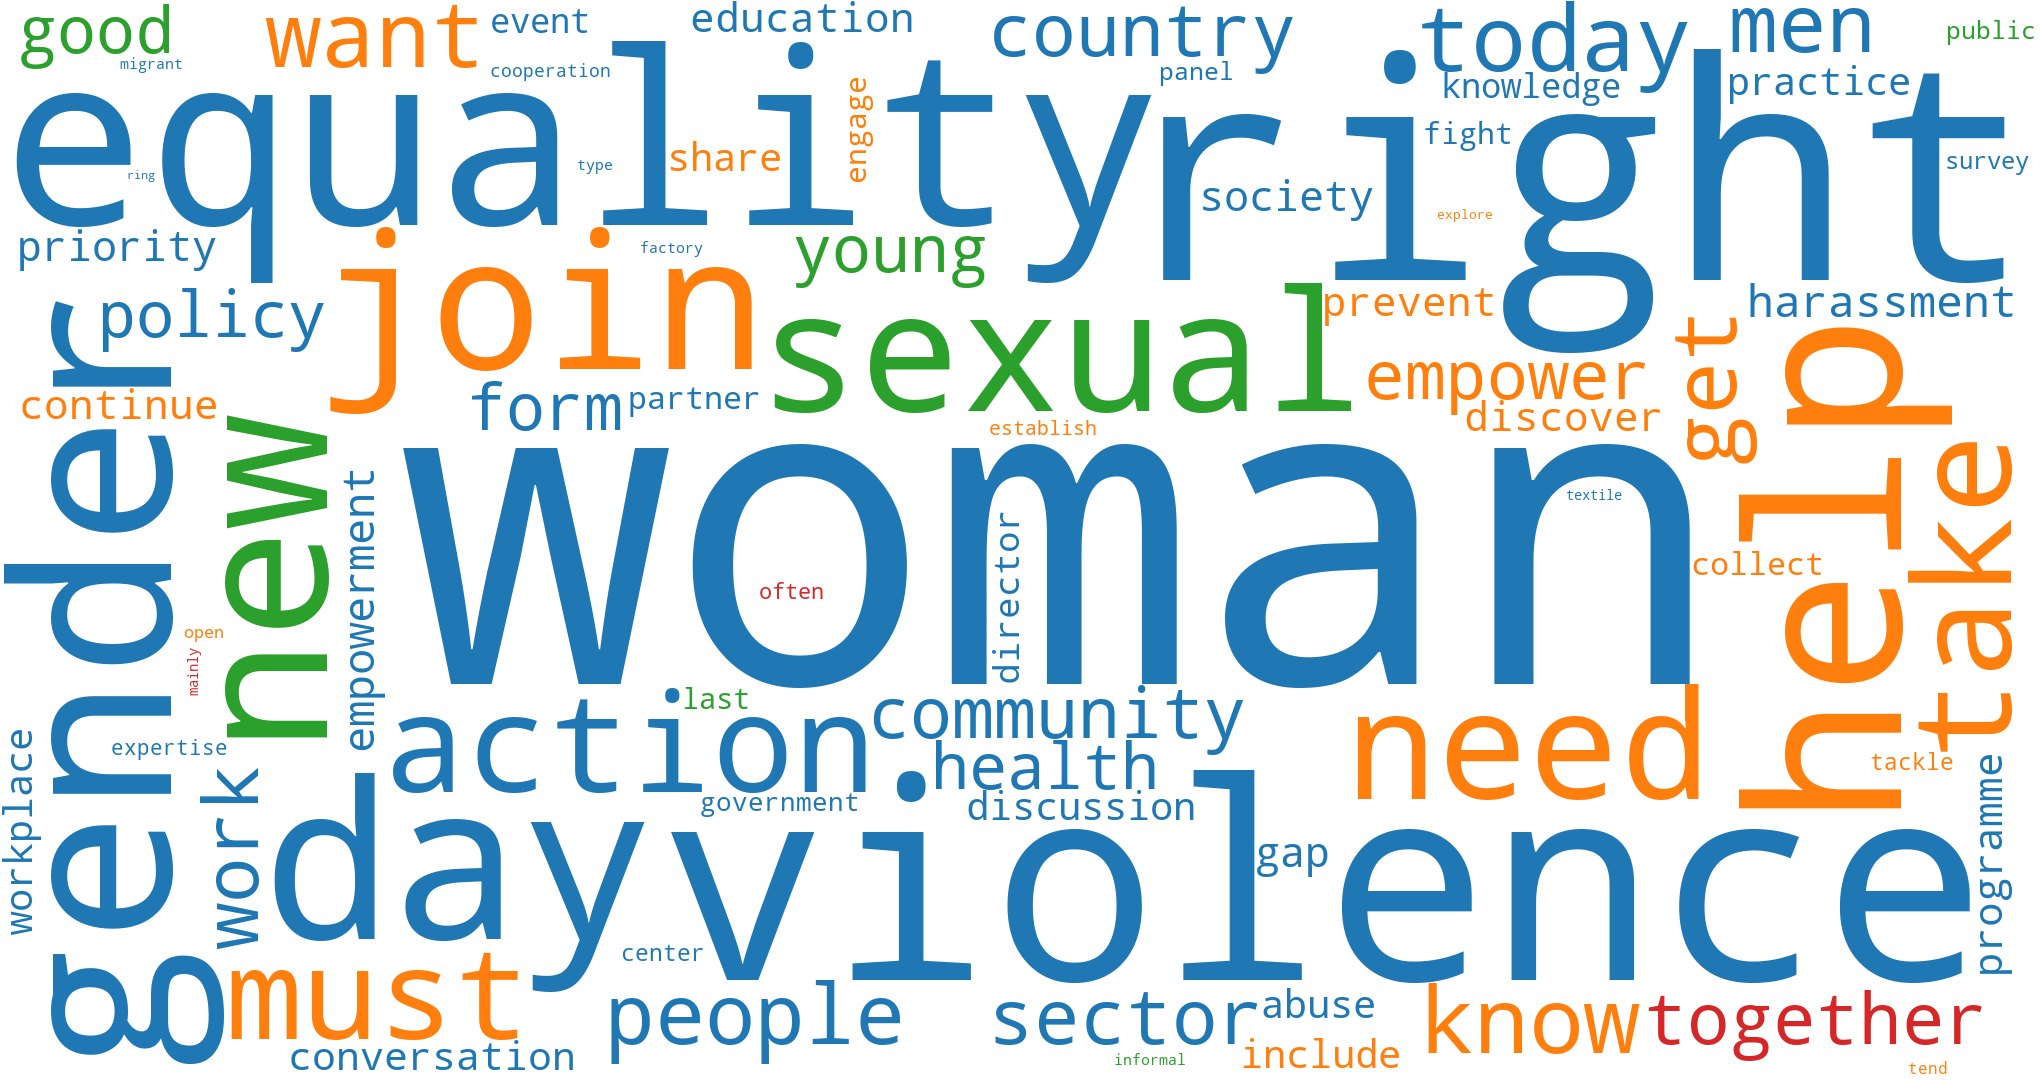 good
want
event
education
country
today
men
public
migrant
cooperation
panel
knowledge
practice
equality
right
engage
share
fight
survey
ring
type
society
explore
priority
factory
young
join
policy
sexual
prevent
harassment
gender
get
help
continue
form
partner
empower
discover
new
establish
take
woman
empowerment
textile
director
often
collect
open
mainly
action
last
community
need
expertise
health
tackle
workplace
work
day
government
discussion
violence
programme
gap
center
must
people
sector
abuse
know
together
conversation
informal
include
tend